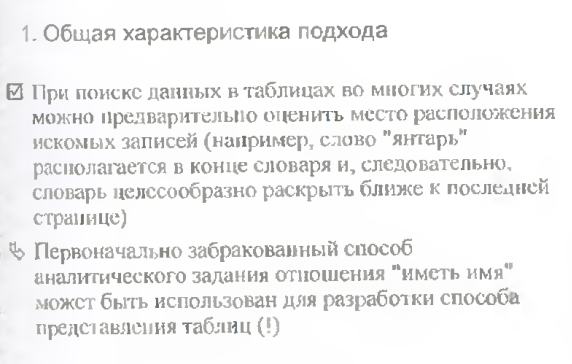 1. Общая характеристика подхода
☑ При поиске данных в таблицах во многих случаях
можно предварительно оценить место расположения
искомых записей (например, слово "янтарь"
располагается в конце словаря и, следовательно,
словарь целесообразно раскрыть ближе к последней
странице)
Первоначально забракованный способ
аналитического задания отношения "иметь имя"
может быть использован для разработки способа
представления таблиц (!)